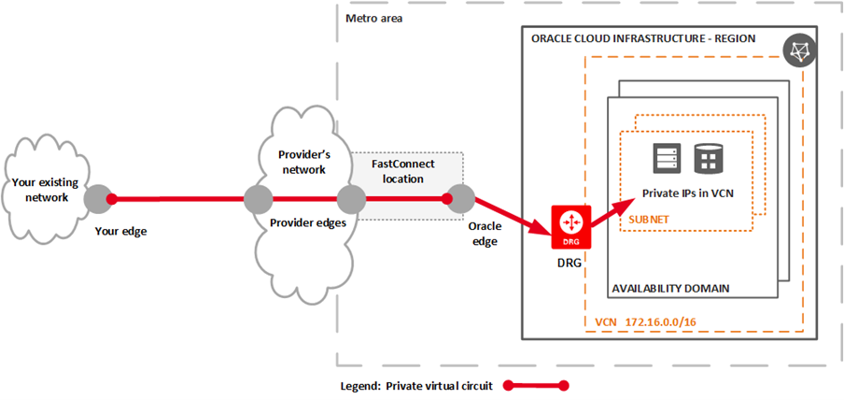 Metro area
ORACLE CLOUD INFRASTRUCTURE - REGION
Your existing
network
Your edge
Provider's
network
Provider edges
FastConnect
location
Oracle
edge
DRG
DRG
Private IPs in VCN
SUBNET
AVAILABILITY DOMAIN
VCN 172.16.0.0/16
Legend: Private virtual circuit